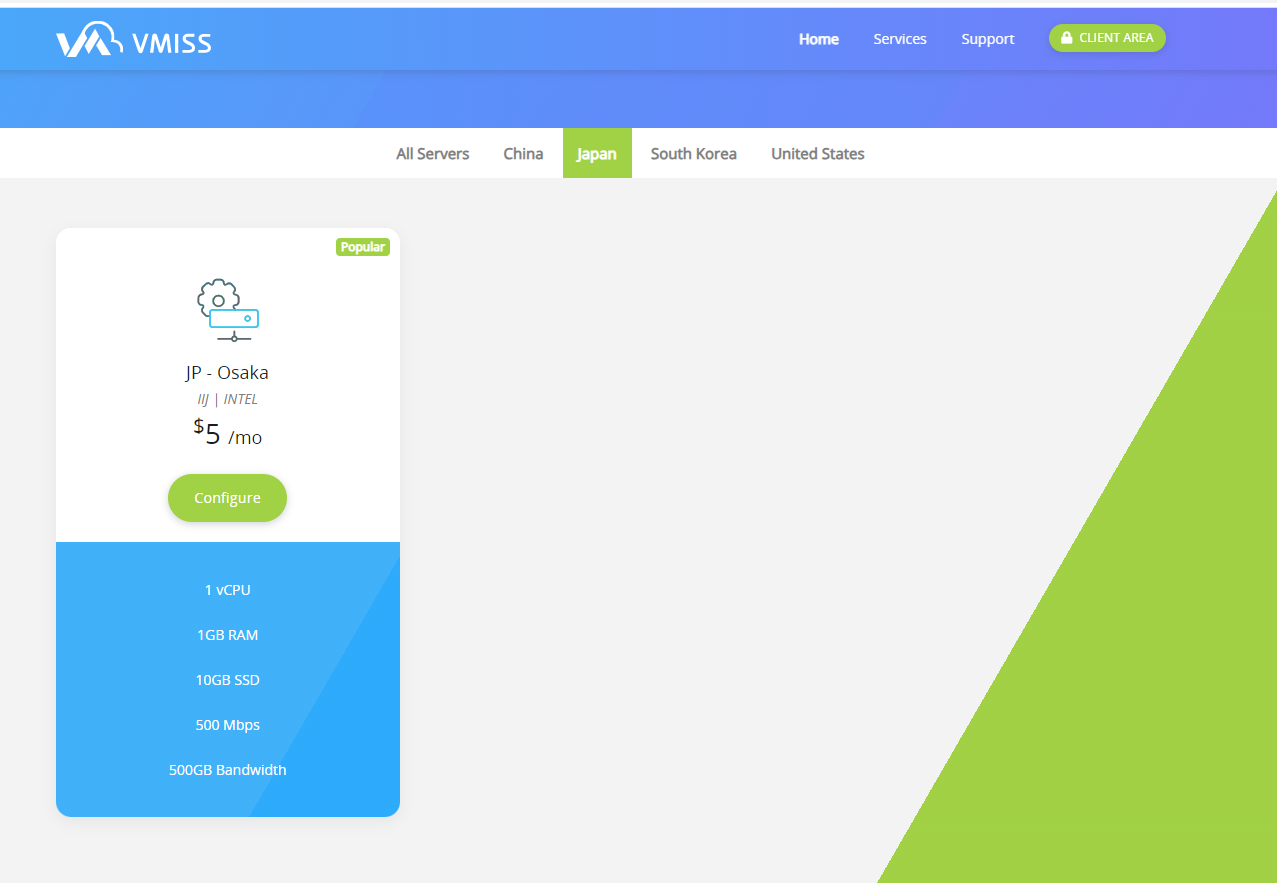 VMISS
Home Services Support CLIENT AREA
All Servers China Japan South Korea United States
Popular
JP - Osaka
IIJ | INTEL
$5 /mo
Configure
1 vCPU
1GB RAM
10GB SSD
500 Mbps
500GB Bandwidth